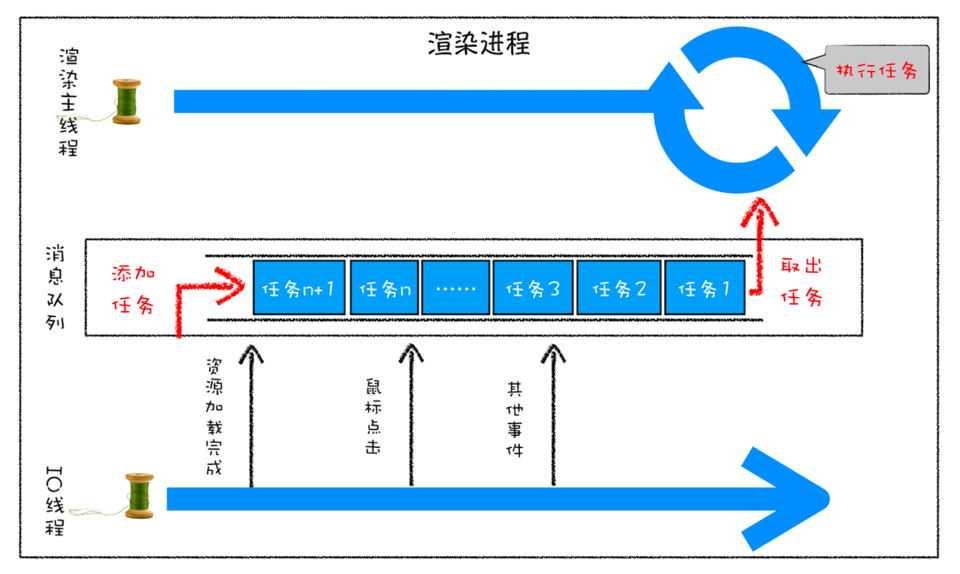 渲染进程
渲染主线程
执行任务
消息队列
添加
任务
任务n+1
任务n
……
任务3
任务2
任务1
取出
任务
资源加载完成
鼠标点击
其他事件
IO线程